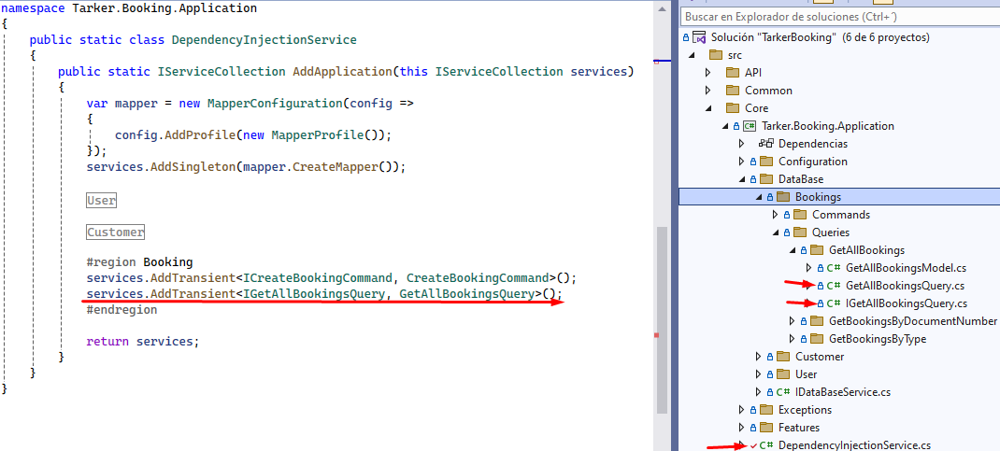 namespace Tarker.Booking.Application
{
public static class DependencyInjectionService
{
public static IServiceCollection AddApplication(this IServiceCollection services)
{
var mapper = new MapperConfiguration(config =>
{
config.AddProfile(new MapperProfile());
});
services.AddSingleton(mapper.CreateMapper());
User
Customer
#region Booking
services.AddTransient<ICreateBookingCommand, CreateBookingCommand>();
services.AddTransient<IGetAllBookingsQuery, GetAllBookingsQuery>();
#endregion
return services;
}
}
}
Buscar en Explorador de soluciones (Ctrl+´)
Solución "TarkerBooking" (6 de 6 proyectos)
src
API
Common
Core
C# Tarker.Booking.Application
Dependencias
Configuration
DataBase
Bookings
Commands
Queries
GetAllBookings
C# GetAllBookingsModel.cs
C# GetAllBookingsQuery.cs
C# IGetAllBookingsQuery.cs
GetBookingsByDocumentNumber
GetBookingsByType
Customer
User
C# IDataBaseService.cs
Exceptions
Features
C# DependencyInjectionService.cs